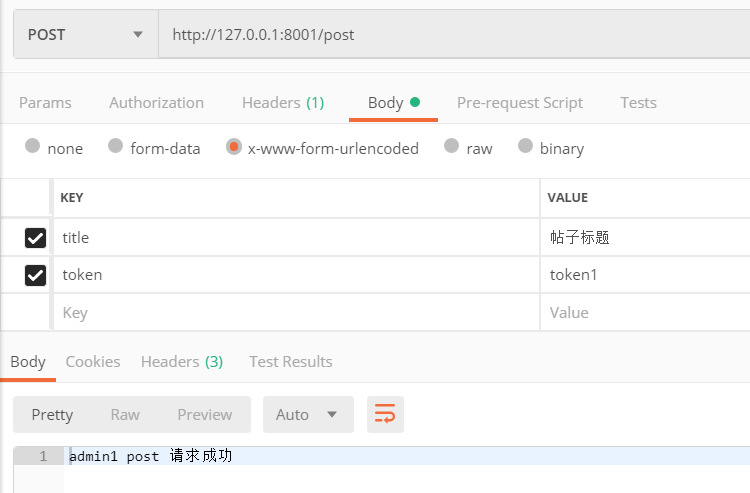 POST http://127.0.0.1:8001/post
Params Authorization Headers (1) Body Pre-request Script Tests
none form-data x-www-form-urlencoded raw binary
KEY VALUE
title 帖子标题
token token1
Key Value
Body Cookies Headers (3) Test Results
Pretty Raw Preview Auto
1 admin1 post 请求成功